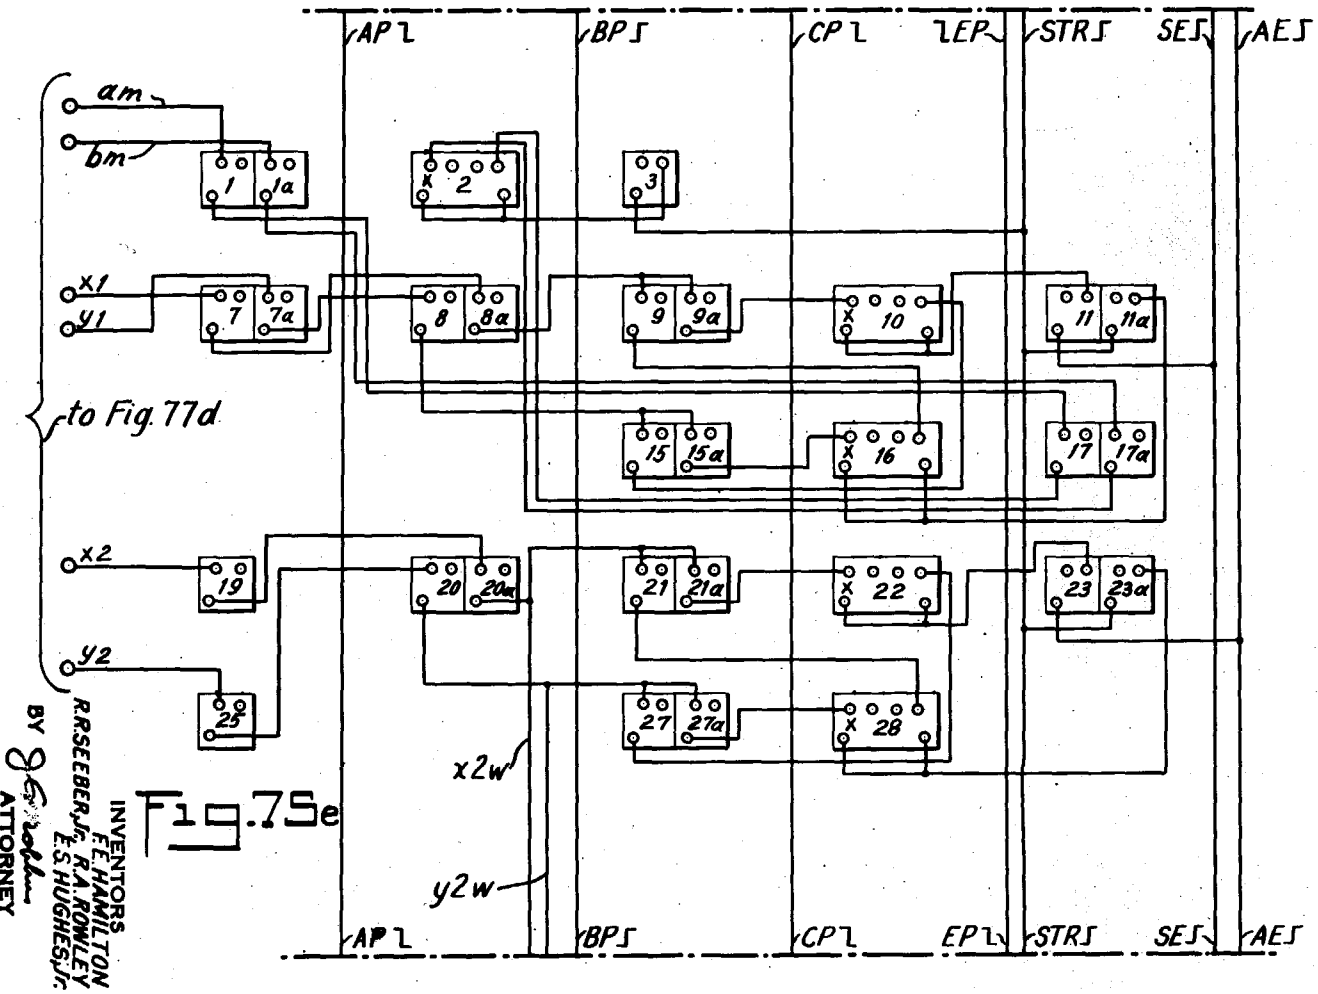 AP BP CP EP STR SE AE
am
bm
1 1a x 2 3
x1
y1
7 7a 8 8a 9 9a x 10 11 11a
to Fig. 77d
15 15a x 16 17 17a
x2
19 20 20a 21 21a x 22 23 23a
y2
25 27 27a x 28
x2w
y2w
Fig. 75e
AP BP CP EP STR SE AE
INVENTORS
F.E. HAMILTON
R.R. SEEBER, Jr. R.A. ROWLEY
E.S. HUGHES, Jr.
BY
ATTORNEY